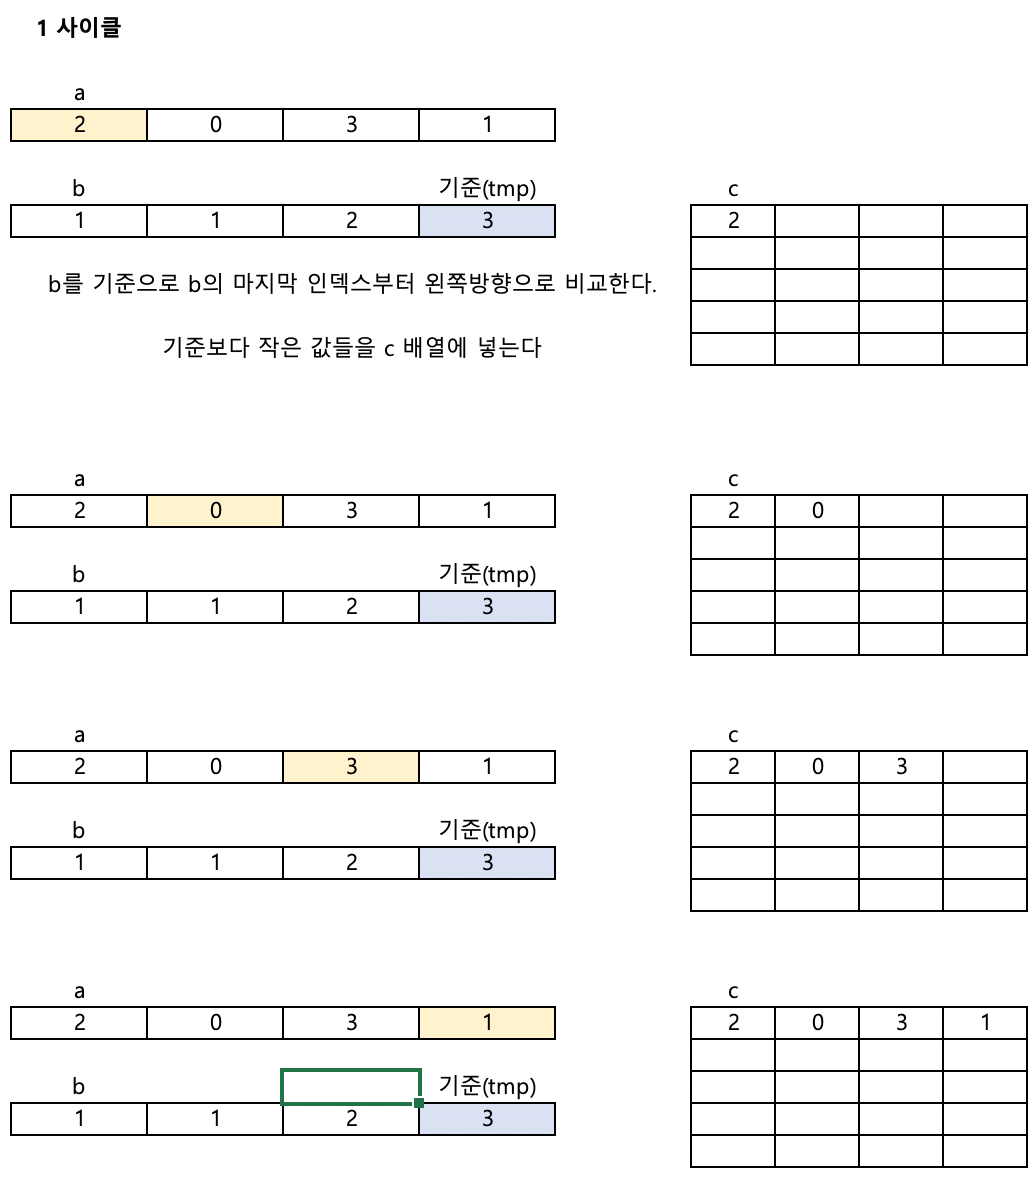 1 사이클
a
2 0 3 1
b 기준(tmp) c
1 1 2 3 2
b를 기준으로 b의 마지막 인덱스부터 왼쪽방향으로 비교한다.
기준보다 작은 값들을 c 배열에 넣는다
a c
2 0 3 1 2 0
b 기준(tmp)
1 1 2 3
a c
2 0 3 1 2 0 3
b 기준(tmp)
1 1 2 3
a c
2 0 3 1 2 0 3 1
b 기준(tmp)
1 1 2 3